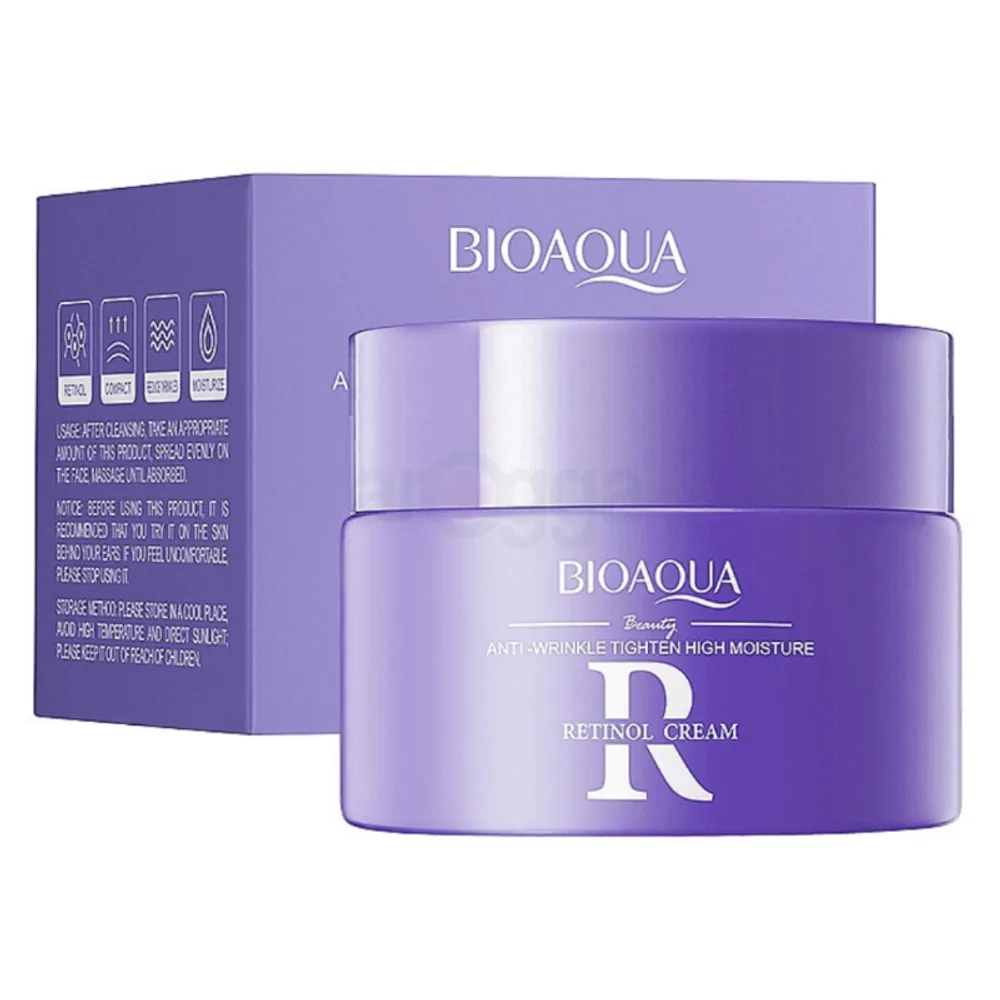 BIOAQUA
A
RETINOL
COMPACT
MOISTURIZE
USAGE: AFTER CLEANSING, TAKE AN APPROPRIATE
AMOUNT OF THIS PRODUCT, SPREAD EVENLY ON
THE FACE, MASSAGE UNTIL ABSORBED.
NOTICE: BEFORE USING THIS PRODUCT, IT IS
RECOMMENDED THAT YOU TRY IT ON THE SKIN
BEHIND YOUR EARS. IF YOU FEEL UNCOMFORTABLE,
PLEASE STOP USING IT.
STORAGE METHOD: PLEASE STORE IN A COOL PLACE,
AVOID HIGH TEMPERATURE AND DIRECT SUNLIGHT;
PLEASE KEEP IT OUT OF REACH OF CHILDREN.
arogga
BIOAQUA
Beauty
ANTI -WRINKLE TIGHTEN HIGH MOISTURE
R
RETINOL CREAM